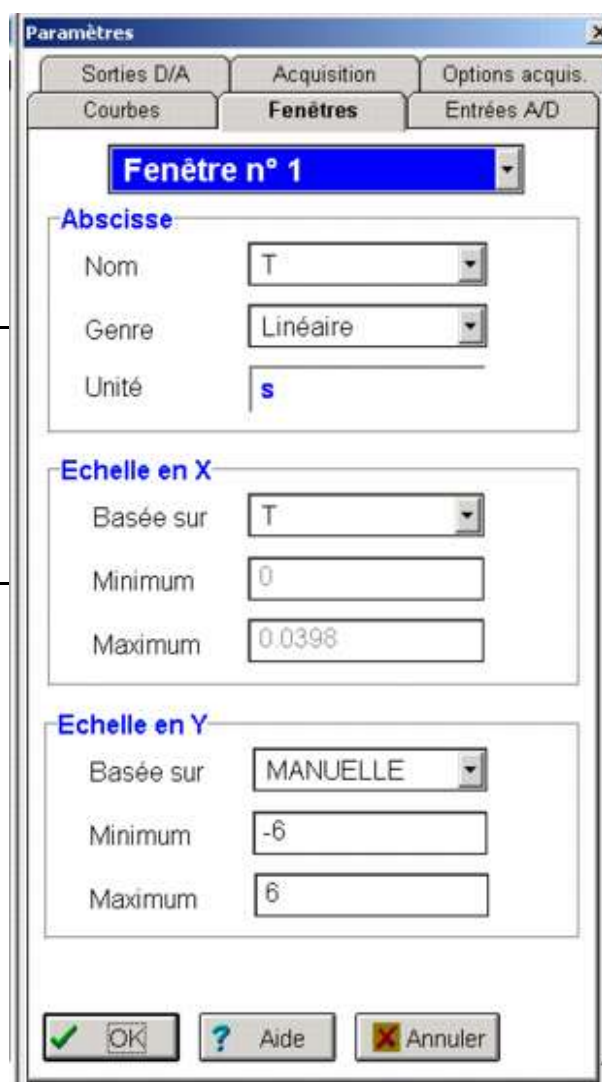 Paramètres
Sorties D/A Acquisition Options acquis.
Courbes Fenêtres Entrées A/D
Fenêtre n° 1
Abscisse
Nom T
Genre Linéaire
Unité s
Echelle en X
Basée sur T
Minimum 0
Maximum 0.0398
Echelle en Y
Basée sur MANUELLE
Minimum -6
Maximum 6
OK ? Aide Annuler